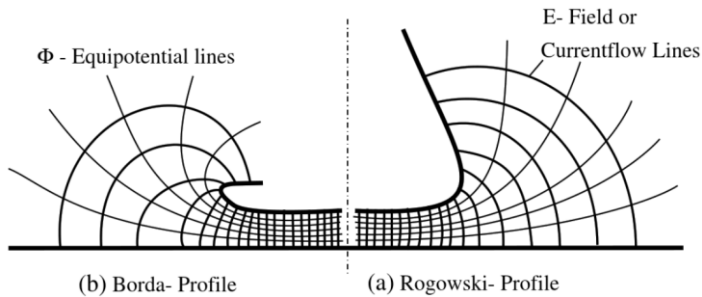 E- Field or
Φ - Equipotential lines
Currentflow Lines
(b) Borda- Profile
(a) Rogowski- Profile